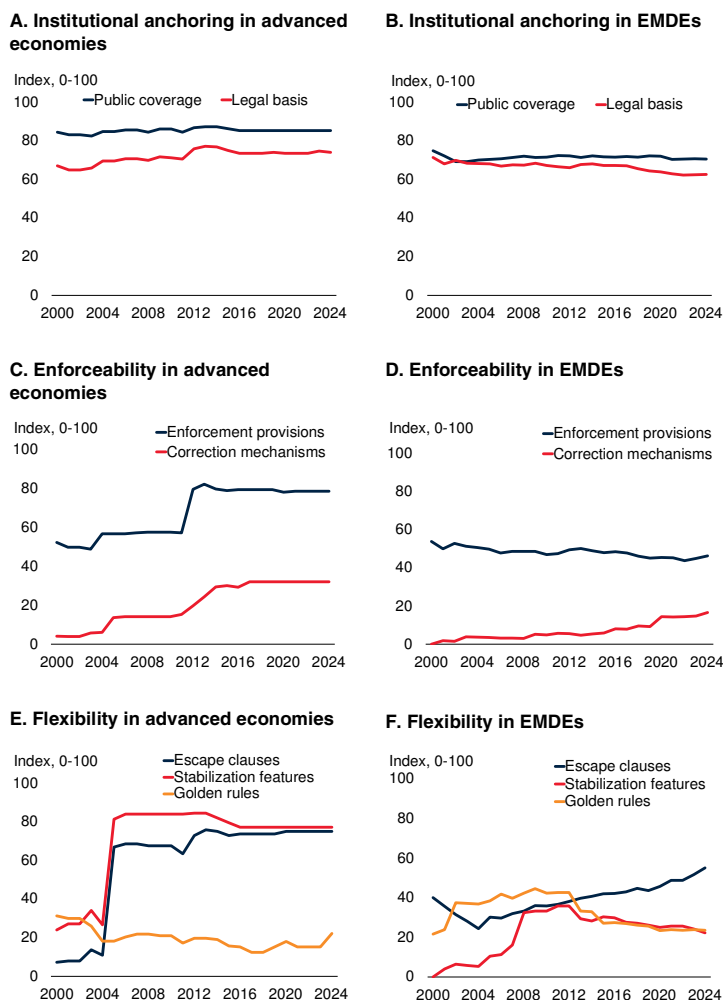 A. Institutional anchoring in advanced
economies
Index, 0-100
Public coverage Legal basis
100
80
60
40
20
0
2000 2004 2008 2012 2016 2020 2024
B. Institutional anchoring in EMDEs
Index, 0-100
Public coverage Legal basis
100
80
60
40
20
0
2000 2004 2008 2012 2016 2020 2024
C. Enforceability in advanced
economies
Index, 0-100
Enforcement provisions
Correction mechanisms
100
80
60
40
20
0
2000 2004 2008 2012 2016 2020 2024
D. Enforceability in EMDEs
Index, 0-100
Enforcement provisions
Correction mechanisms
100
80
60
40
20
0
2000 2004 2008 2012 2016 2020 2024
E. Flexibility in advanced economies
Index, 0-100
Escape clauses
Stabilization features
Golden rules
100
80
60
40
20
0
2000 2004 2008 2012 2016 2020 2024
F. Flexibility in EMDEs
Index, 0-100
Escape clauses
Stabilization features
Golden rules
100
80
60
40
20
0
2000 2004 2008 2012 2016 2020 2024